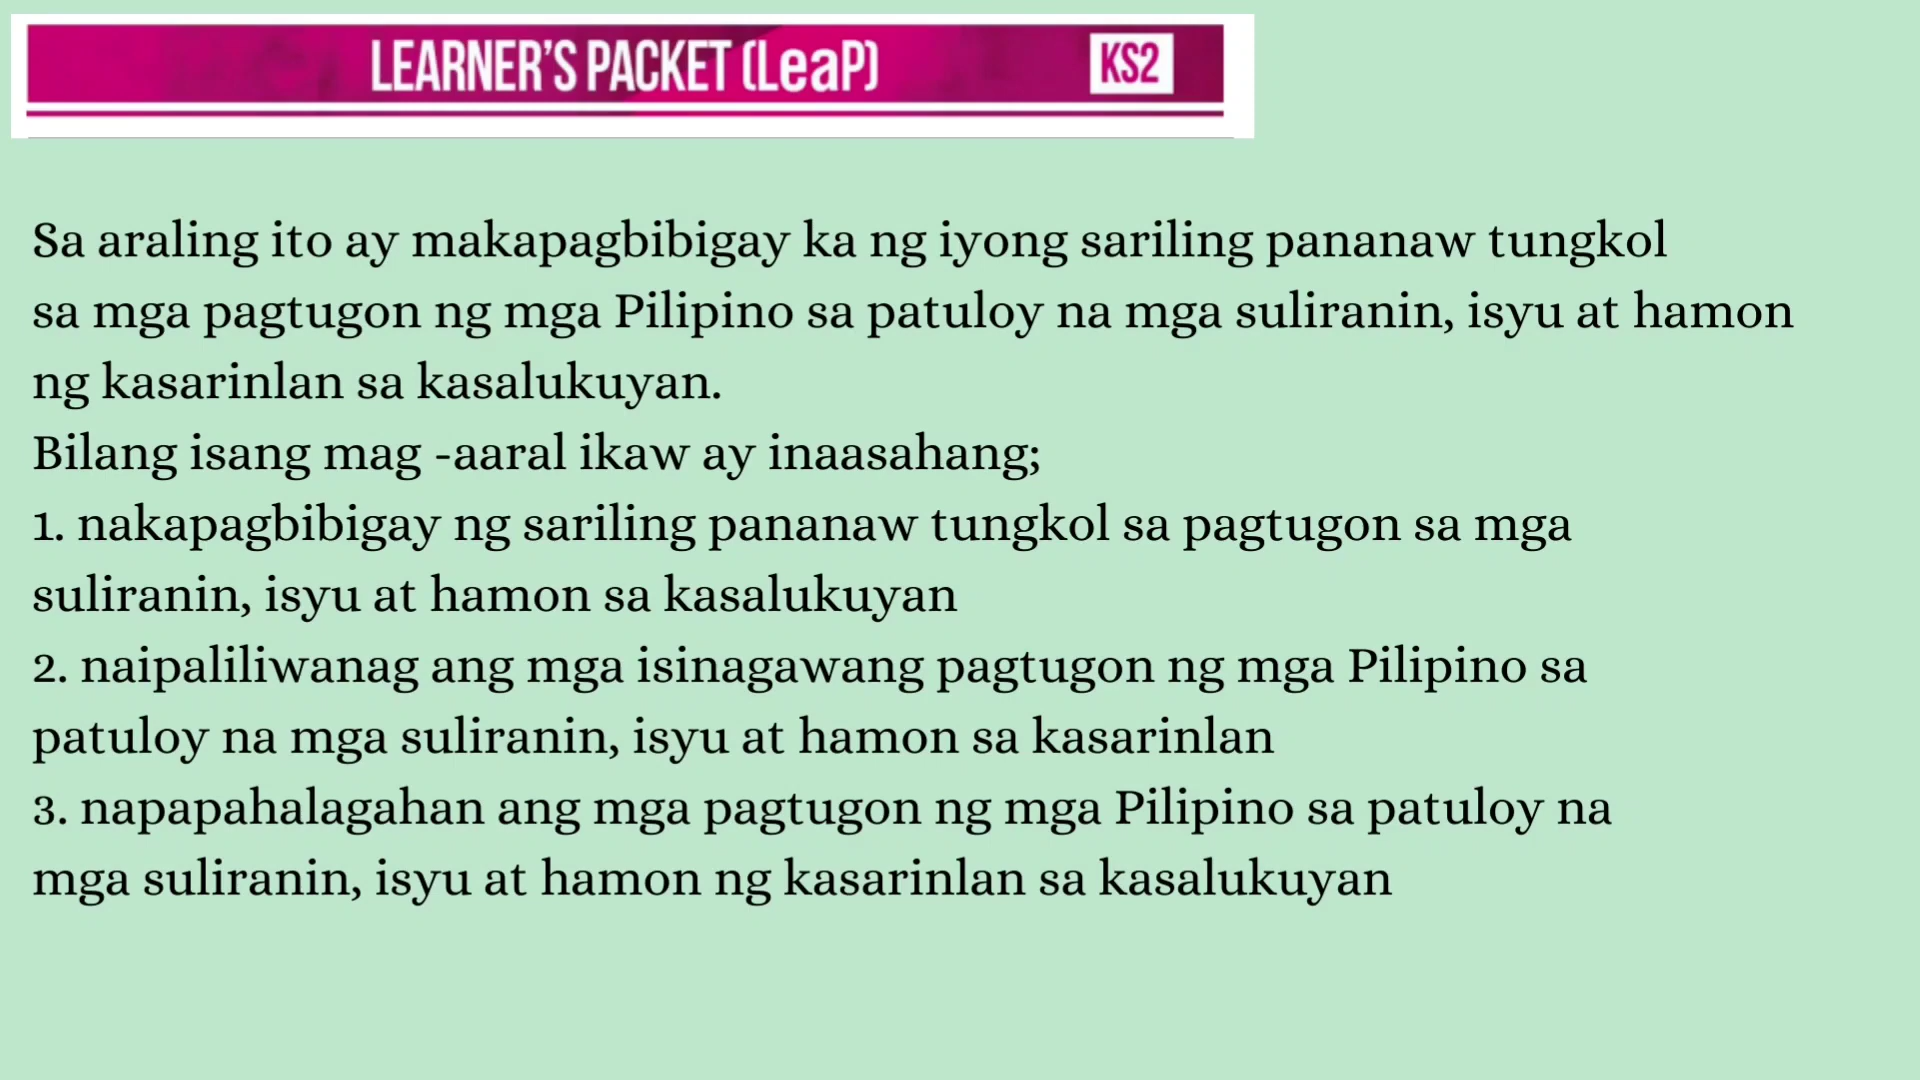 LEARNER'S PACKET (LeaP)
KS2
Sa araling ito ay makapagbibigay ka ng iyong sariling pananaw tungkol
sa mga pagtugon ng mga Pilipino sa patuloy na mga suliranin, isyu at hamon
ng kasarinlan sa kasalukuyan.
Bilang isang mag -aaral ikaw ay inaasahang;
1. nakapagbibigay ng sariling pananaw tungkol sa pagtugon sa mga
suliranin, isyu at hamon sa kasalukuyan
2. naipaliliwanag ang mga isinagawang pagtugon ng mga Pilipino sa
patuloy na mga suliranin, isyu at hamon sa kasarinlan
3. napapahalagahan ang mga pagtugon ng mga Pilipino sa patuloy na
mga suliranin, isyu at hamon ng kasarinlan sa kasalukuyan